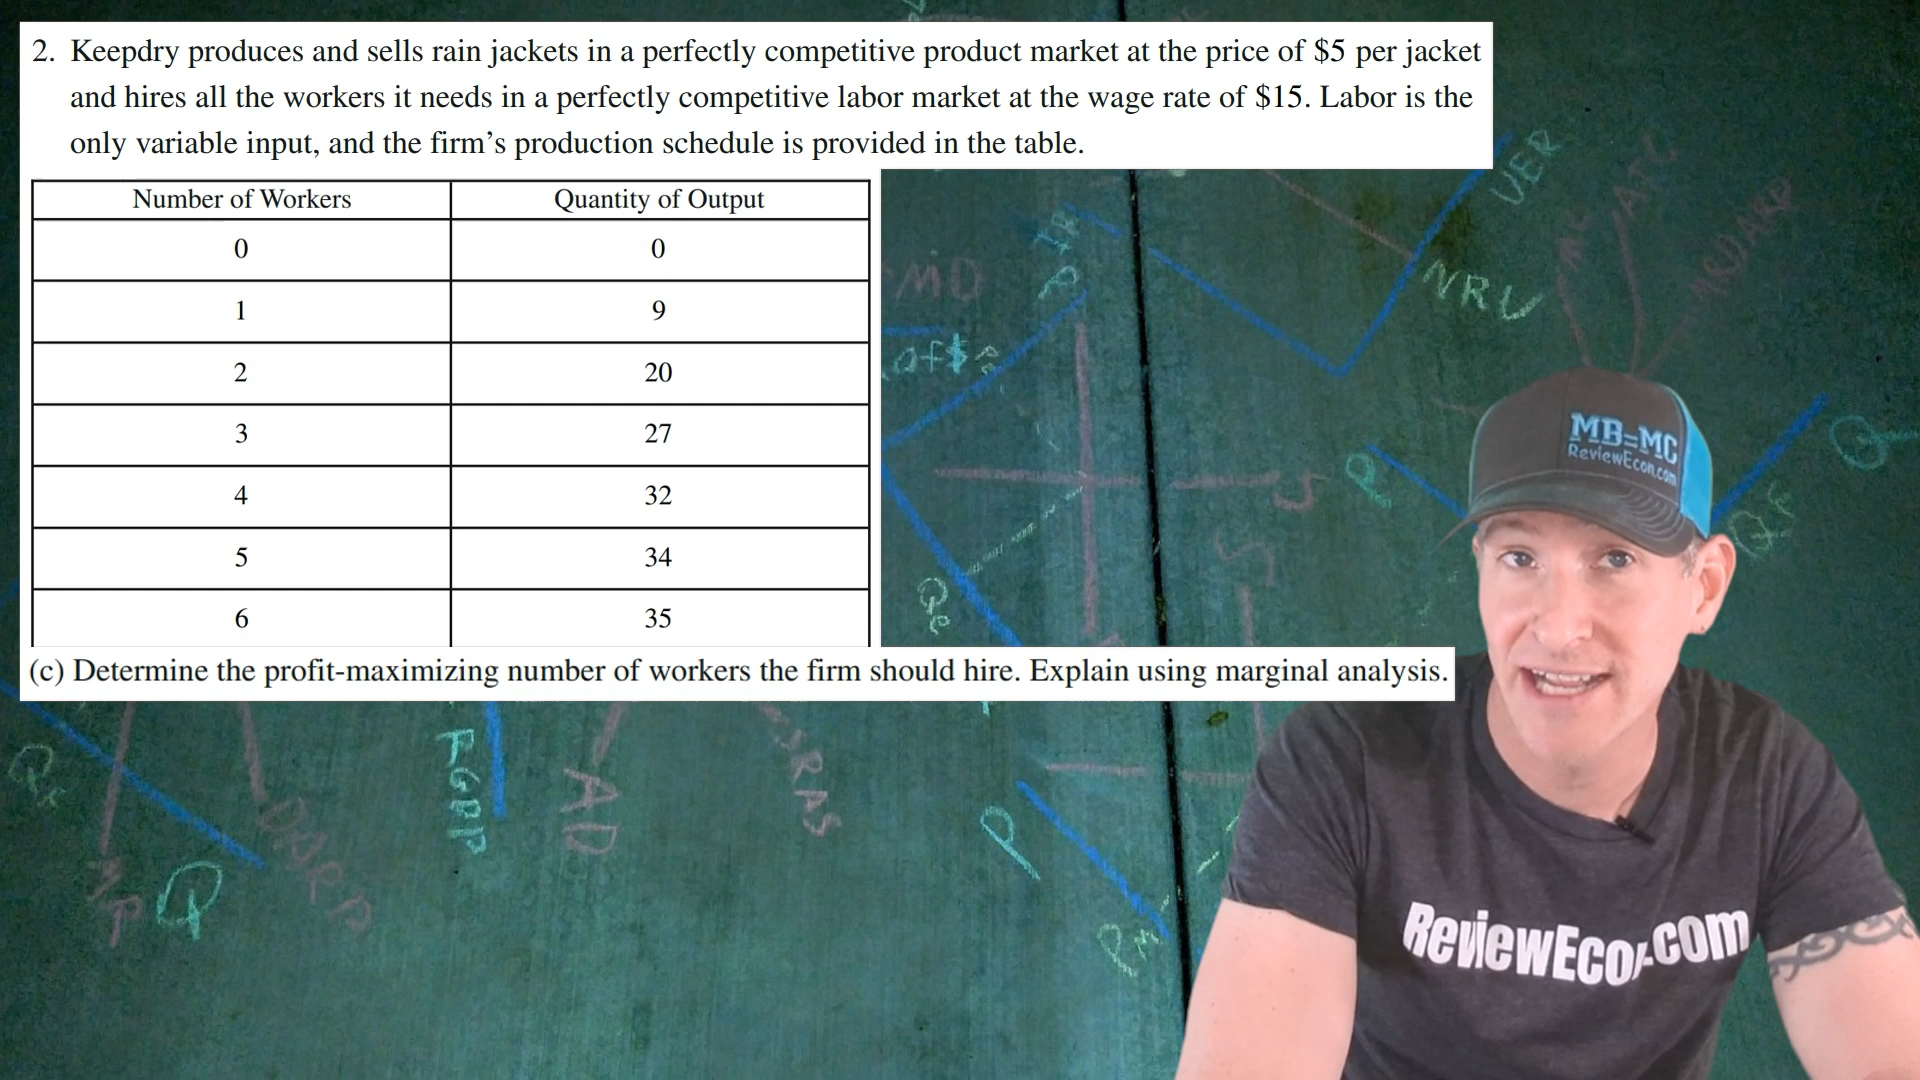 2. Keepdry produces and sells rain jackets in a perfectly competitive product market at the price of $5 per jacket
and hires all the workers it needs in a perfectly competitive labor market at the wage rate of $15. Labor is the
only variable input, and the firm's production schedule is provided in the table.
Number of Workers Quantity of Output
0 0
1 9
2 20
3 27
4 32
5 34
6 35
(c) Determine the profit-maximizing number of workers the firm should hire. Explain using marginal analysis.
VER
NRU
MC
ATC
MR DARP
MB=MC
ReviewEcon.com
P
Q
AD
SRAS
P
ReviewEcon.com